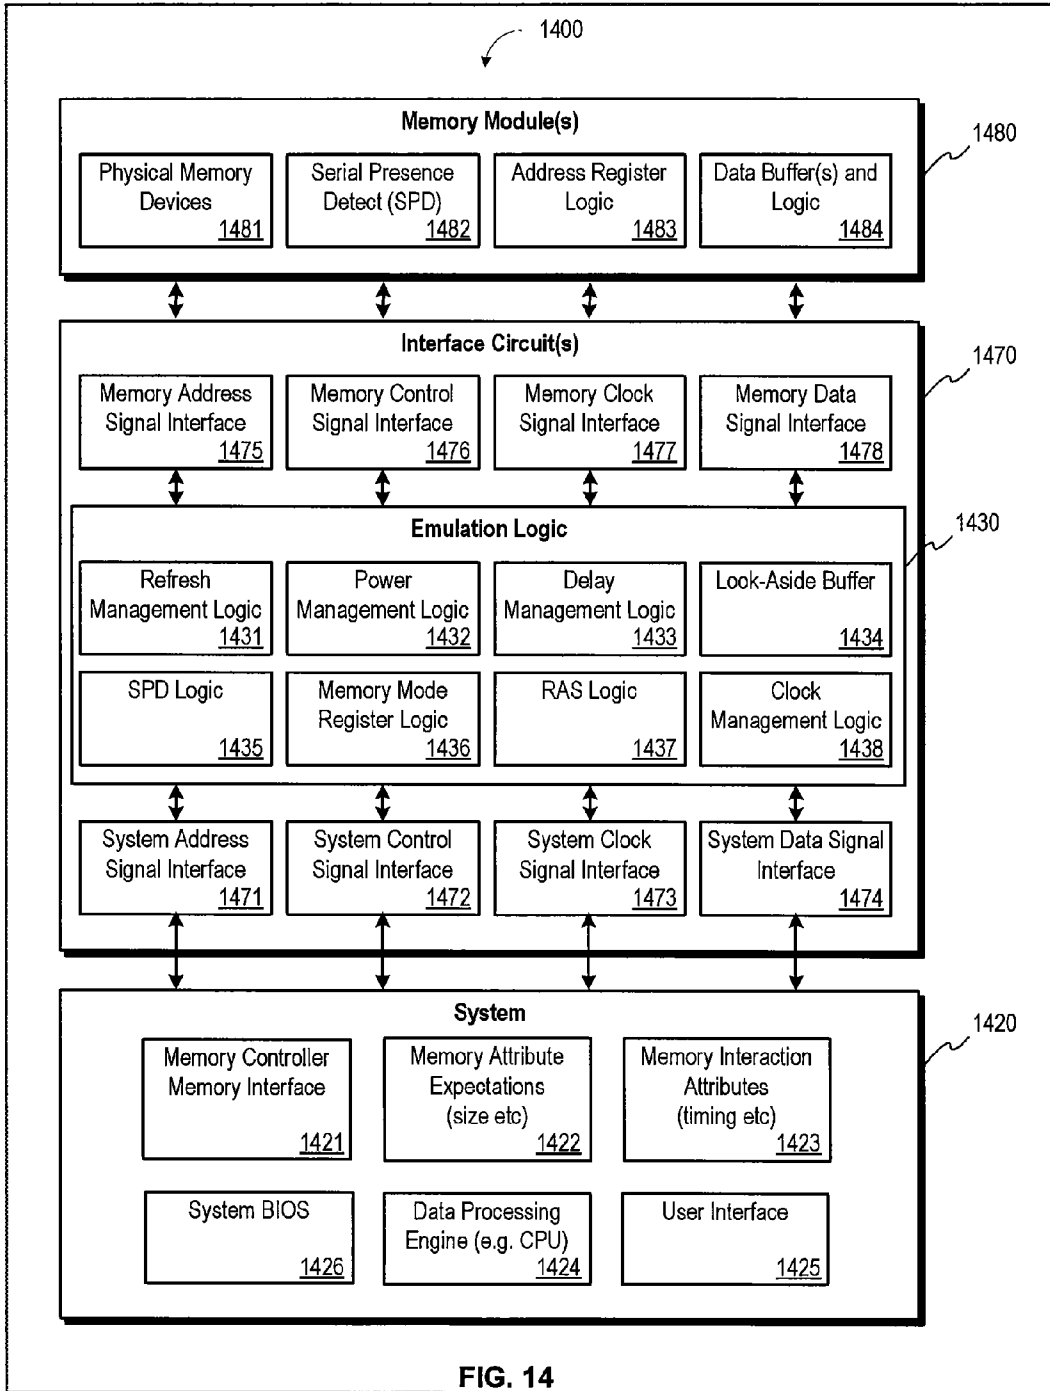 1400
Memory Module(s)
1480
Physical Memory
Devices
1481
Serial Presence
Detect (SPD)
1482
Address Register
Logic
1483
Data Buffer(s) and
Logic
1484
Interface Circuit(s)
1470
Memory Address
Signal Interface
1475
Memory Control
Signal Interface
1476
Memory Clock
Signal Interface
1477
Memory Data
Signal Interface
1478
Emulation Logic
1430
Refresh
Management Logic
1431
Power
Management Logic
1432
Delay
Management Logic
1433
Look-Aside Buffer
1434
SPD Logic
1435
Memory Mode
Register Logic
1436
RAS Logic
1437
Clock
Management Logic
1438
System Address
Signal Interface
1471
System Control
Signal Interface
1472
System Clock
Signal Interface
1473
System Data Signal
Interface
1474
System
1420
Memory Controller
Memory Interface
1421
Memory Attribute
Expectations
(size etc)
1422
Memory Interaction
Attributes
(timing etc)
1423
System BIOS
1426
Data Processing
Engine (e.g. CPU)
1424
User Interface
1425
FIG. 14